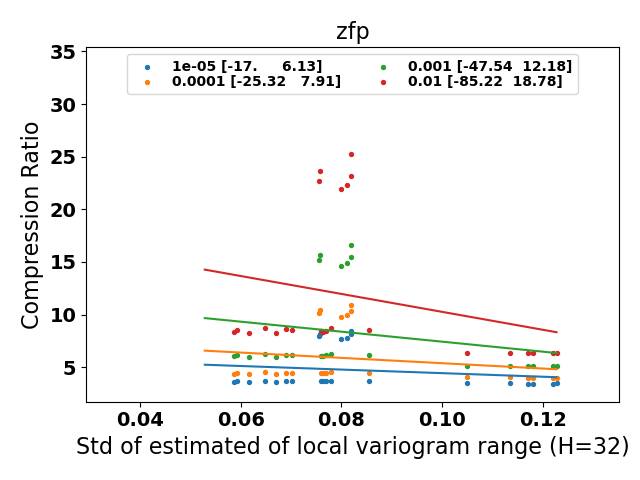 zfp
1e-05 [-17. 6.13]
0.0001 [-25.32 7.91]
0.001 [-47.54 12.18]
0.01 [-85.22 18.78]
Compression Ratio
35
30
25
20
15
10
5
0.04 0.06 0.08 0.10 0.12
Std of estimated of local variogram range (H=32)